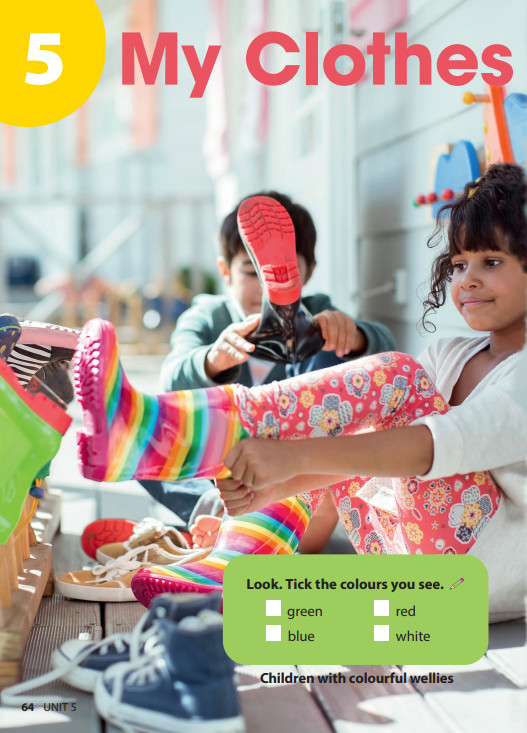 5 My Clothes
Look. Tick the colours you see.
green red
blue white
Children with colourful wellies
64 UNIT 5